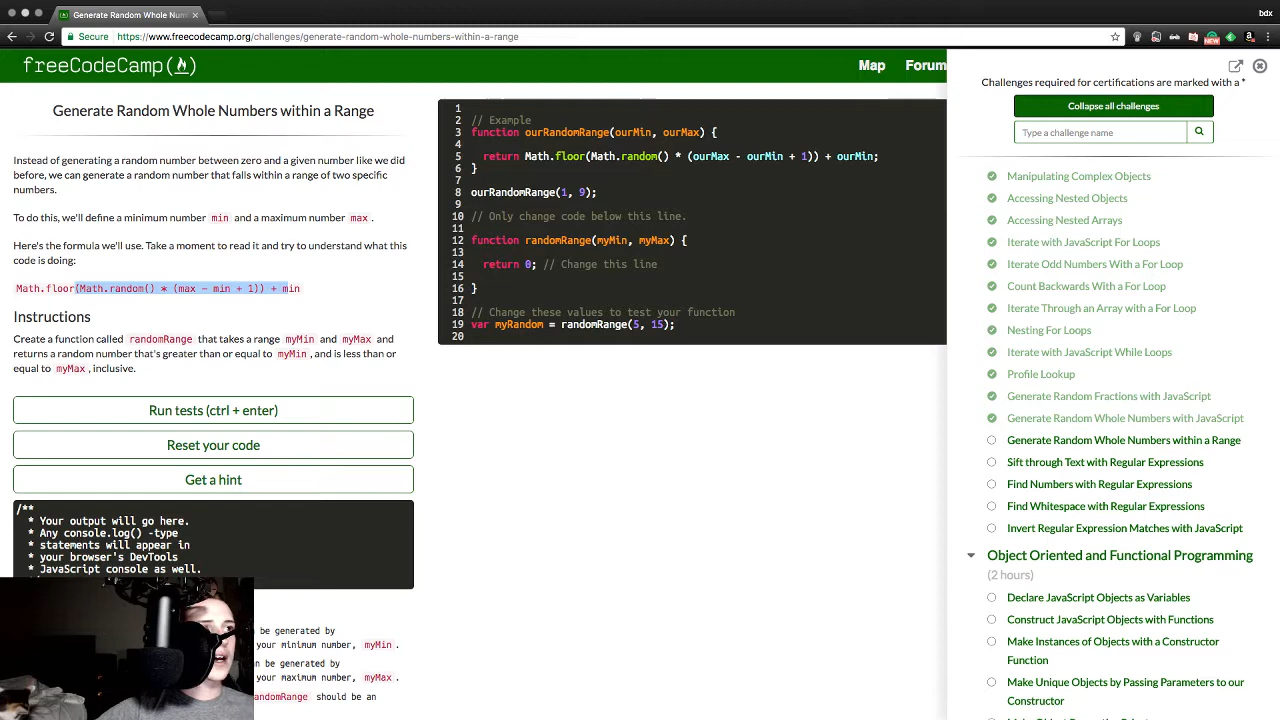 Generate Random Whole Num
bdx
Secure https://www.freecodecamp.org/challenges/generate-random-whole-numbers-within-a-range
NEW
freeCodeCamp
Map Forum
Generate Random Whole Numbers within a Range
Instead of generating a random number between zero and a given number like we did
before, we can generate a random number that falls within a range of two specific
numbers.
To do this, we'll define a minimum number min and a maximum number max.
Here's the formula we'll use. Take a moment to read it and try to understand what this
code is doing:
Math.floor(Math.random() * (max - min + 1)) + min
Instructions
Create a function called randomRange that takes a range myMin and myMax and
returns a random number that's greater than or equal to myMin, and is less than or
equal to myMax, inclusive.
Run tests (ctrl + enter)
Reset your code
Get a hint
/**
* Your output will go here.
* Any console.log() -type
* statements will appear in
* your browser's DevTools
* JavaScript console as well.
be generated by
your minimum number, myMin.
an be generated by
your maximum number, myMax.
andomRange should be an
1
2 // Example
3 function ourRandomRange(ourMin, ourMax) {
4
5 return Math.floor(Math.random() * (ourMax - ourMin + 1)) + ourMin;
6 }
7
8 ourRandomRange(1, 9);
9
10 // Only change code below this line.
11
12 function randomRange(myMin, myMax) {
13
14 return 0; // Change this line
15
16 }
17
18 // Change these values to test your function
19 var myRandom = randomRange(5, 15);
20
Challenges required for certifications are marked with a *
Collapse all challenges
Type a challenge name
Manipulating Complex Objects
Accessing Nested Objects
Accessing Nested Arrays
Iterate with JavaScript For Loops
Iterate Odd Numbers With a For Loop
Count Backwards With a For Loop
Iterate Through an Array with a For Loop
Nesting For Loops
Iterate with JavaScript While Loops
Profile Lookup
Generate Random Fractions with JavaScript
Generate Random Whole Numbers with JavaScript
Generate Random Whole Numbers within a Range
Sift through Text with Regular Expressions
Find Numbers with Regular Expressions
Find Whitespace with Regular Expressions
Invert Regular Expression Matches with JavaScript
Object Oriented and Functional Programming
(2 hours)
Declare JavaScript Objects as Variables
Construct JavaScript Objects with Functions
Make Instances of Objects with a Constructor
Function
Make Unique Objects by Passing Parameters to our
Constructor